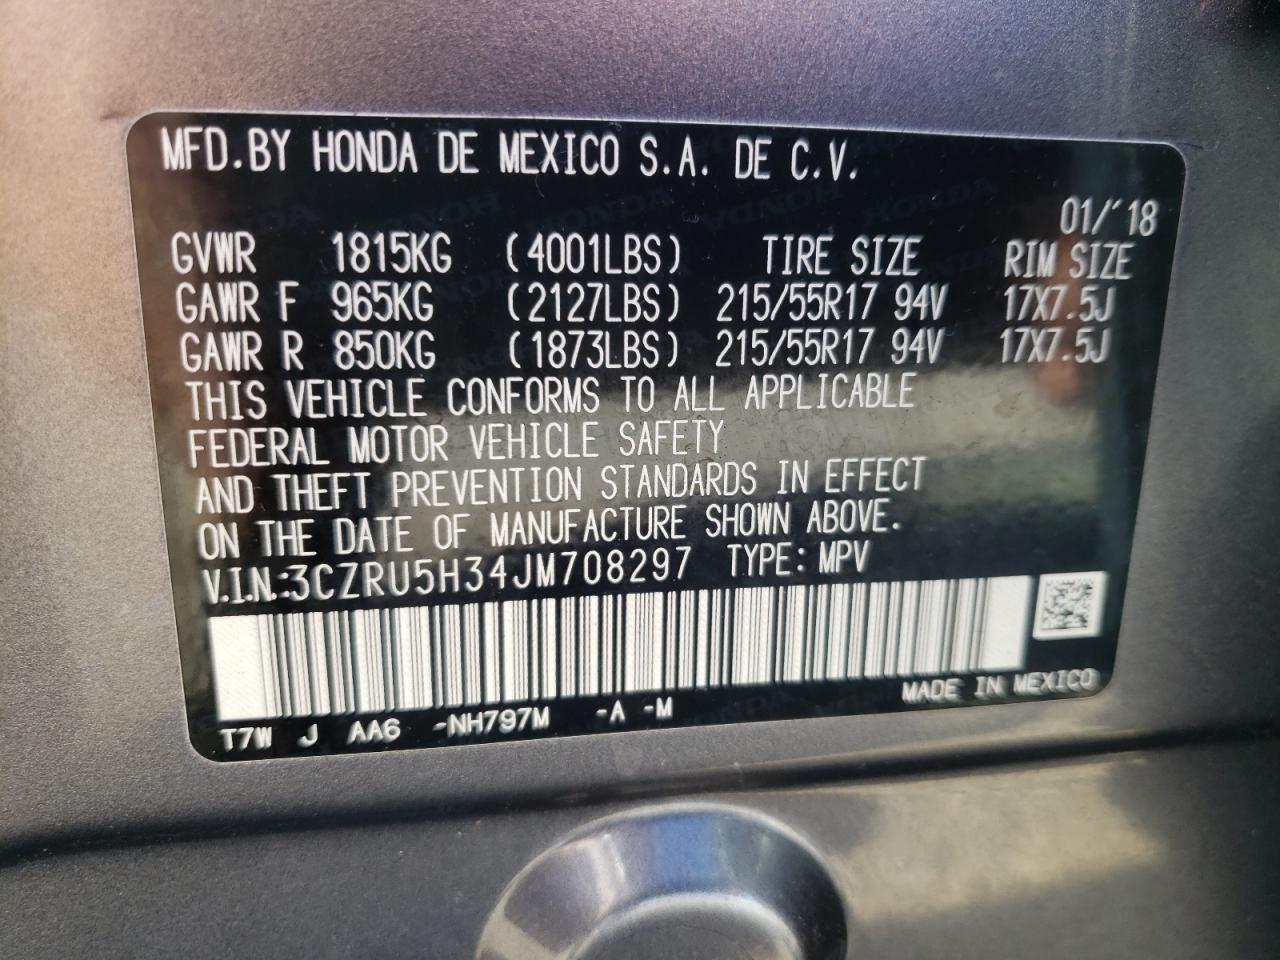 MFD.BY HONDA DE MEXICO S.A. DE C.V.
01/'18
GVWR 1815KG (4001LBS) TIRE SIZE RIM SIZE
GAWR F 965KG (2127LBS) 215/55R17 94V 17X7.5J
GAWR R 850KG (1873LBS) 215/55R17 94V 17X7.5J
THIS VEHICLE CONFORMS TO ALL APPLICABLE
FEDERAL MOTOR VEHICLE SAFETY
AND THEFT PREVENTION STANDARDS IN EFFECT
ON THE DATE OF MANUFACTURE SHOWN ABOVE.
V.I.N.:3CZRU5H34JM708297 TYPE: MPV
MADE IN MEXICO
T7W J AA6 -NH797M -A -M